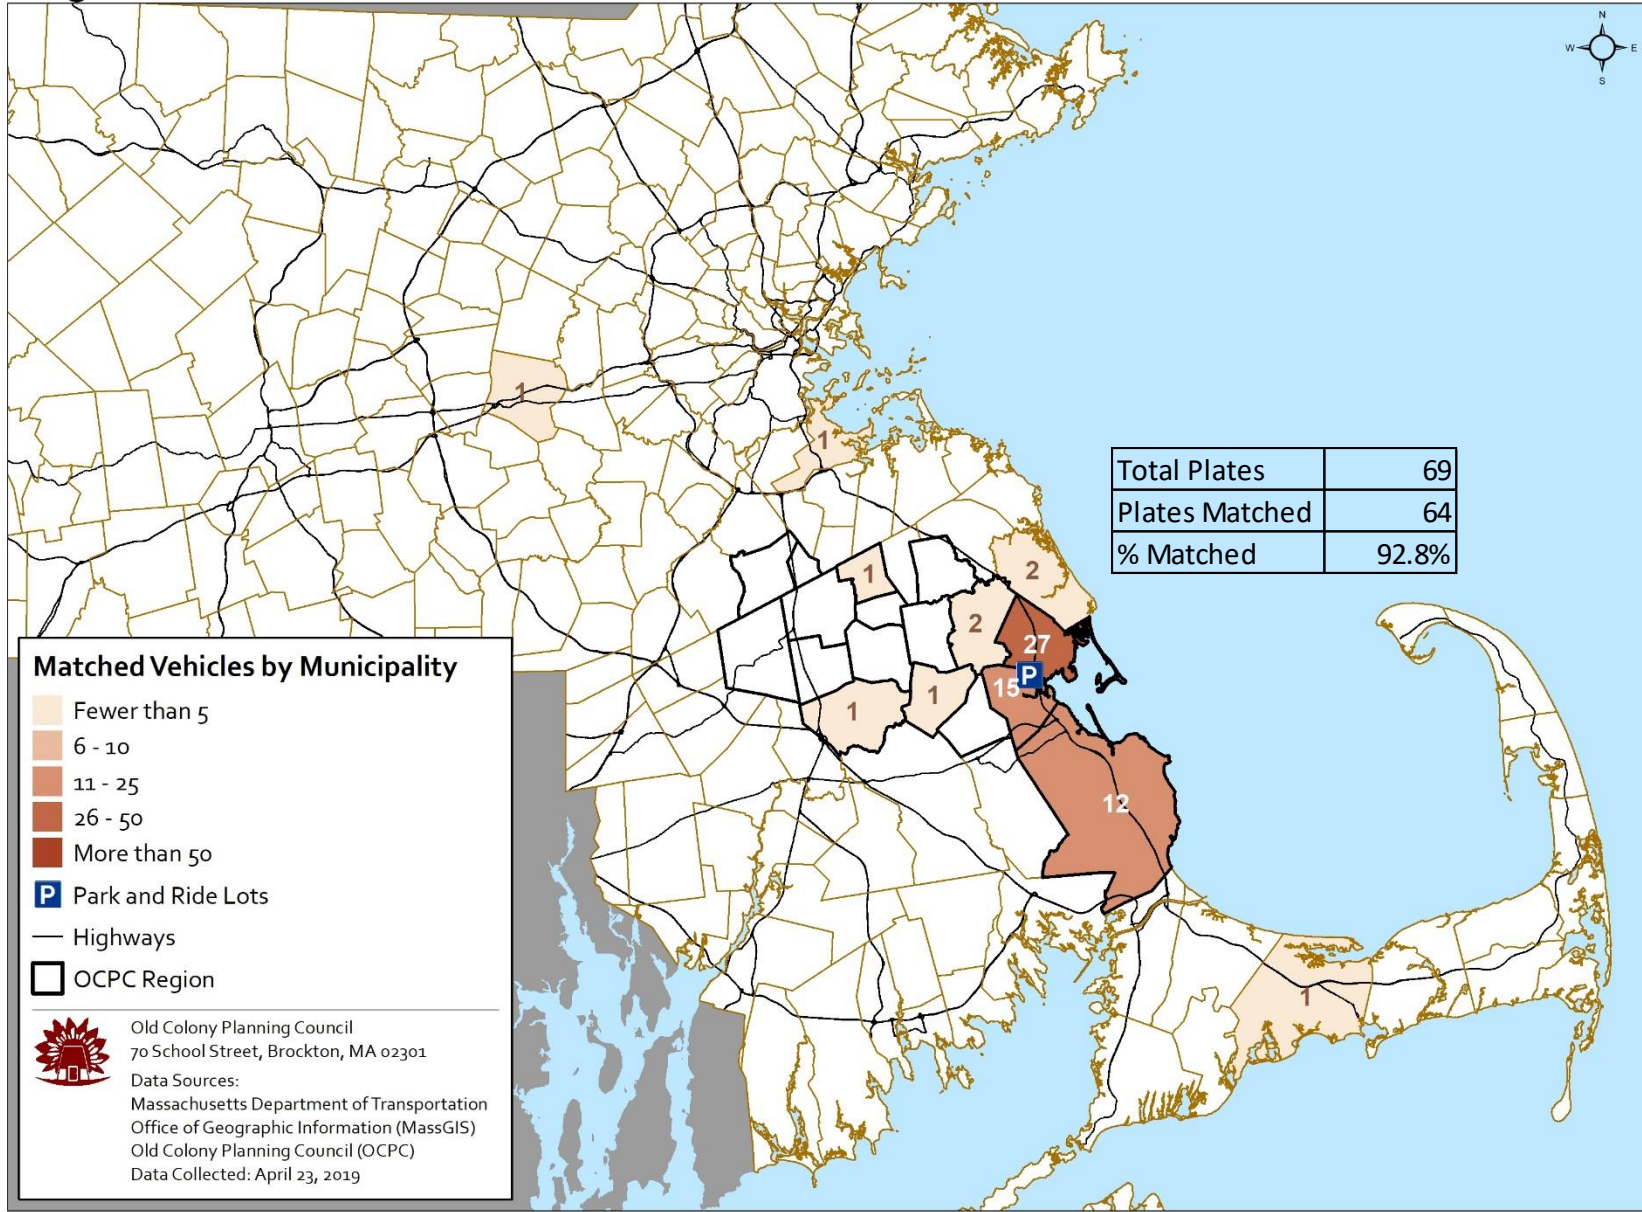 N
W E
S
1
1
Total Plates 69
Plates Matched 64
% Matched 92.8%
1
2
2
27
P
15
1
1
12
1
Matched Vehicles by Municipality
Fewer than 5
6 - 10
11 - 25
26 - 50
More than 50
P Park and Ride Lots
Highways
OCPC Region
Old Colony Planning Council
70 School Street, Brockton, MA 02301
Data Sources:
Massachusetts Department of Transportation
Office of Geographic Information (MassGIS)
Old Colony Planning Council (OCPC)
Data Collected: April 23, 2019